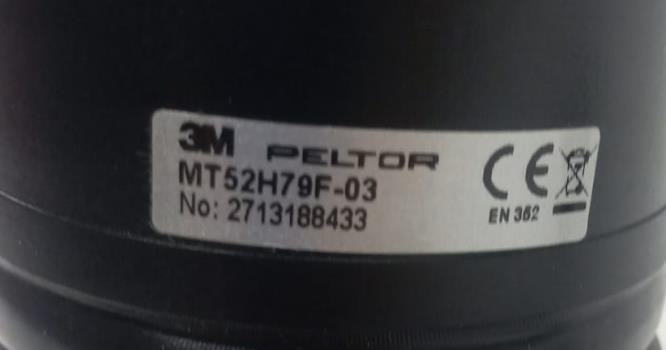 3M PELTOR
MT52H79F-03
No: 2713188433
CE
EN 352